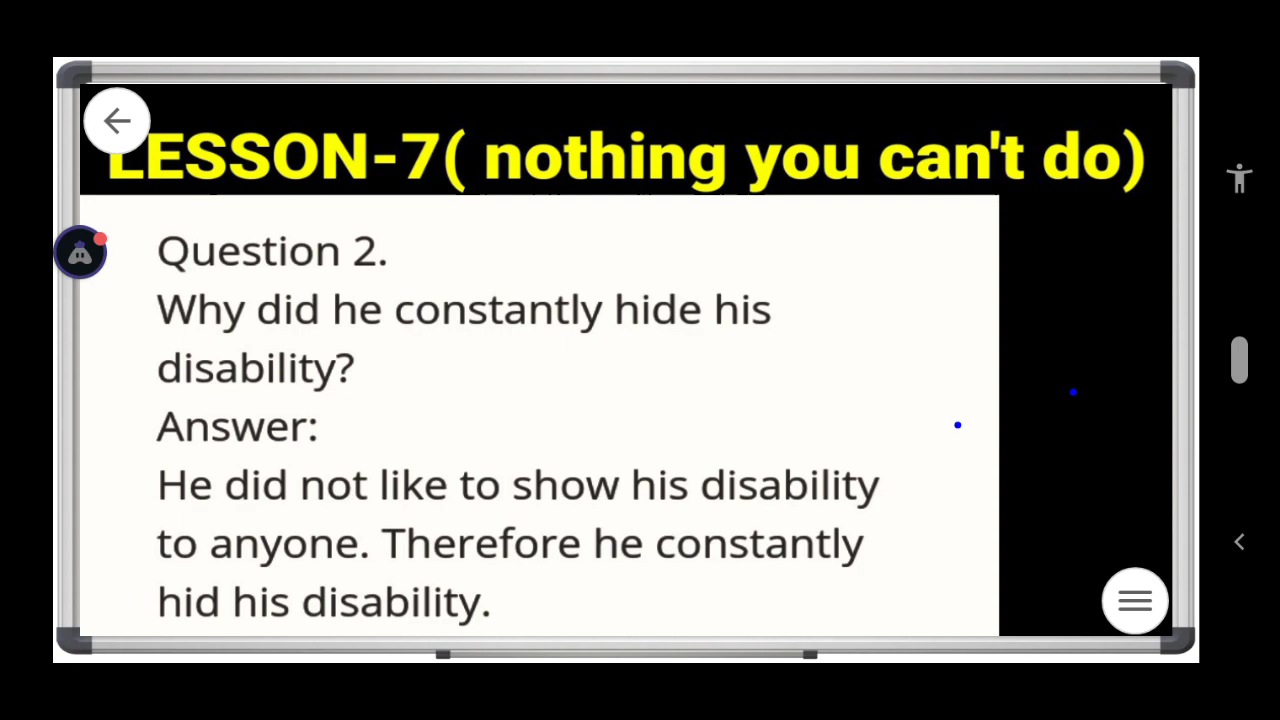 LESSON-7( nothing you can't do)
Question 2.
Why did he constantly hide his
disability?
Answer:
He did not like to show his disability
to anyone. Therefore he constantly
hid his disability.